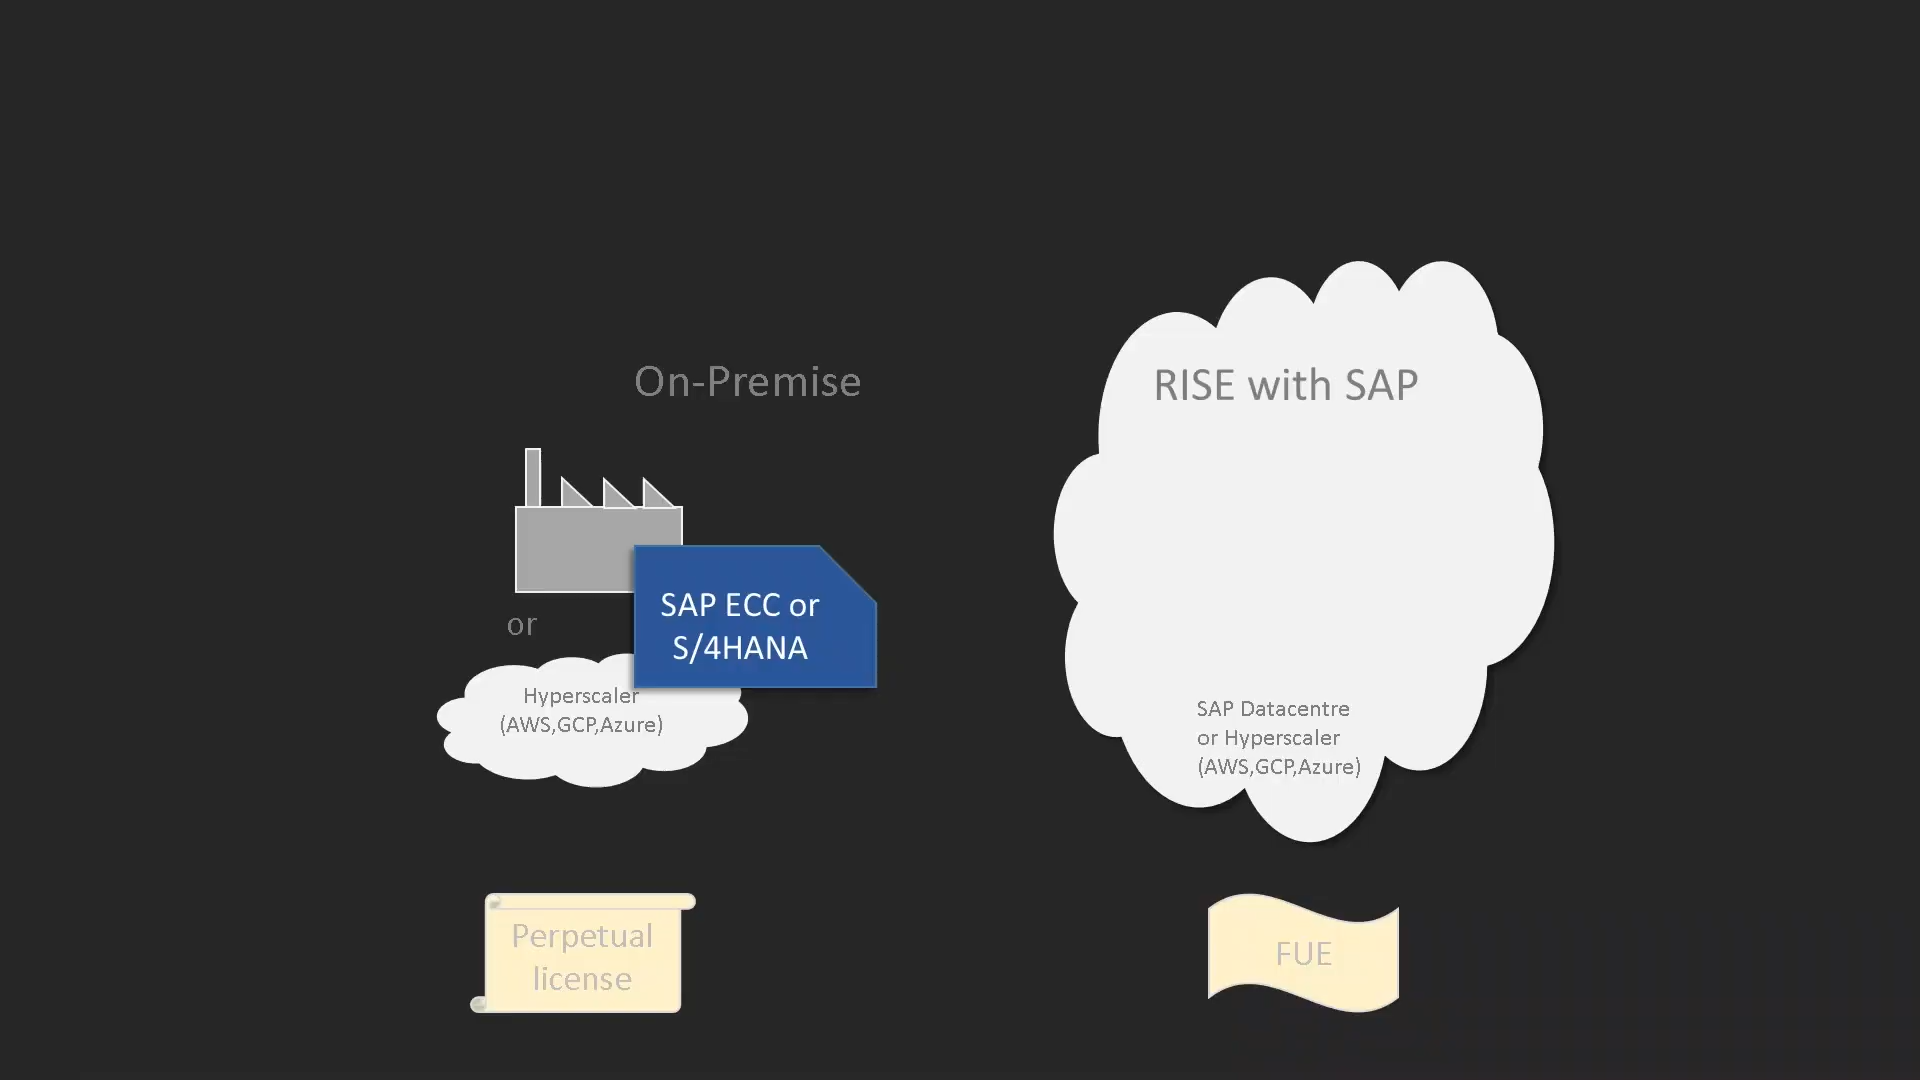 On-Premise
RISE with SAP
SAP ECC or
S/4HANA
or
Hyperscaler
(AWS,GCP,Azure)
SAP Datacentre
or Hyperscaler
(AWS,GCP,Azure)
Perpetual
license
FUE